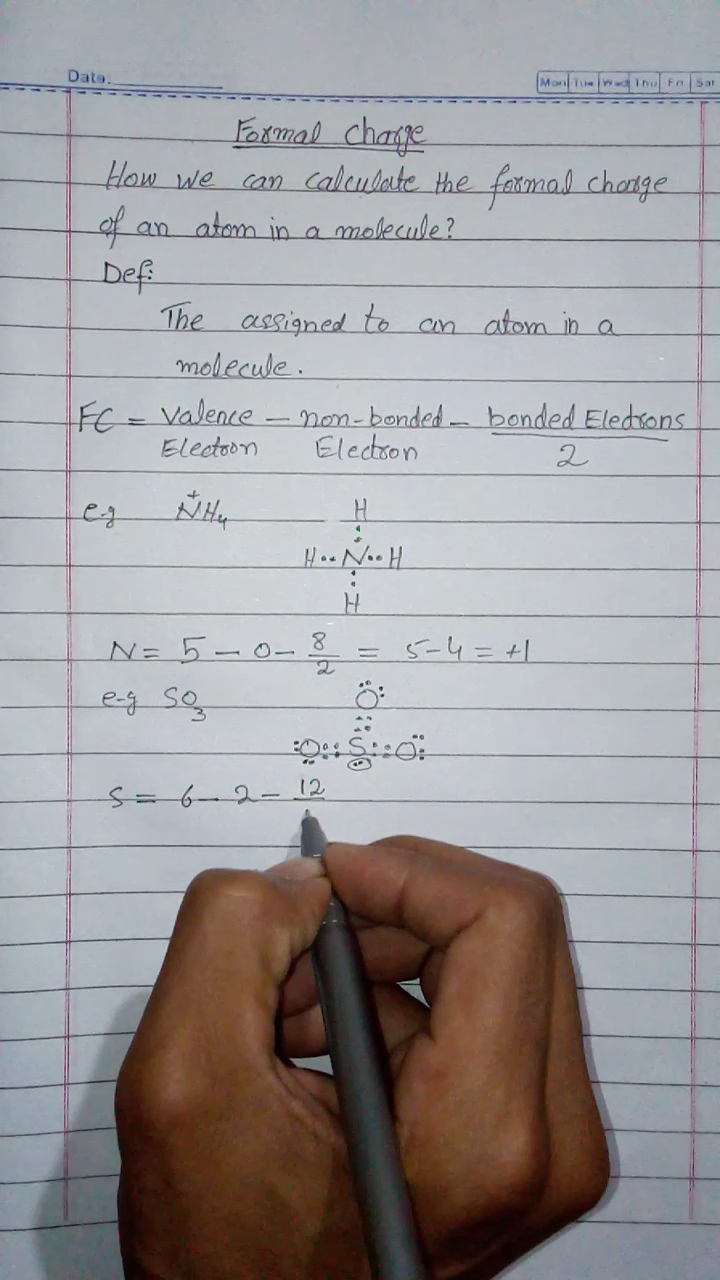 Date:
Mon Tue Wed Thu Fri Sat
Formal charge
How we can calculate the formal charge
of an atom in a molecule?
Def:
The assigned to an atom in a
molecule.
FC = Valence - non-bonded - bonded Electrons
Electron Electron 2
e-g N+H4 H
H••N••H
H
N = 5 - 0 - 8/2 = 5-4 = +1
e-g SO3 O
O S O
S = 6 - 2 - 12